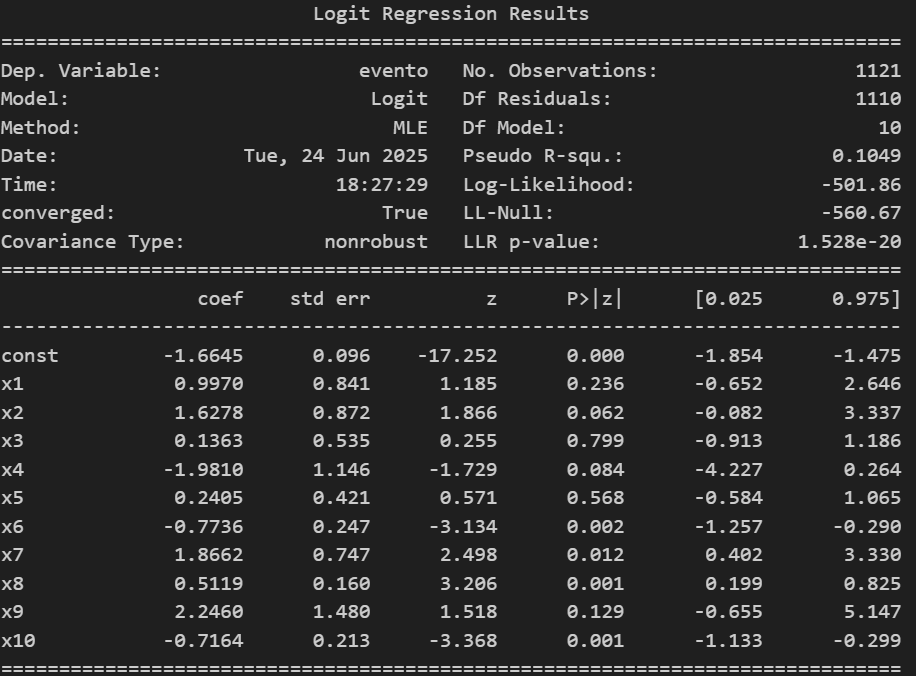 Logit Regression Results
==============================================================================
Dep. Variable: evento No. Observations: 1121
Model: Logit Df Residuals: 1110
Method: MLE Df Model: 10
Date: Tue, 24 Jun 2025 Pseudo R-squ.: 0.1049
Time: 18:27:29 Log-Likelihood: -501.86
converged: True LL-Null: -560.67
Covariance Type: nonrobust LLR p-value: 1.528e-20
==============================================================================
coef std err z P>|z| [0.025 0.975]
------------------------------------------------------------------------------
const -1.6645 0.096 -17.252 0.000 -1.854 -1.475
x1 0.9970 0.841 1.185 0.236 -0.652 2.646
x2 1.6278 0.872 1.866 0.062 -0.082 3.337
x3 0.1363 0.535 0.255 0.799 -0.913 1.186
x4 -1.9810 1.146 -1.729 0.084 -4.227 0.264
x5 0.2405 0.421 0.571 0.568 -0.584 1.065
x6 -0.7736 0.247 -3.134 0.002 -1.257 -0.290
x7 1.8662 0.747 2.498 0.012 0.402 3.330
x8 0.5119 0.160 3.206 0.001 0.199 0.825
x9 2.2460 1.480 1.518 0.129 -0.655 5.147
x10 -0.7164 0.213 -3.368 0.001 -1.133 -0.299
==============================================================================